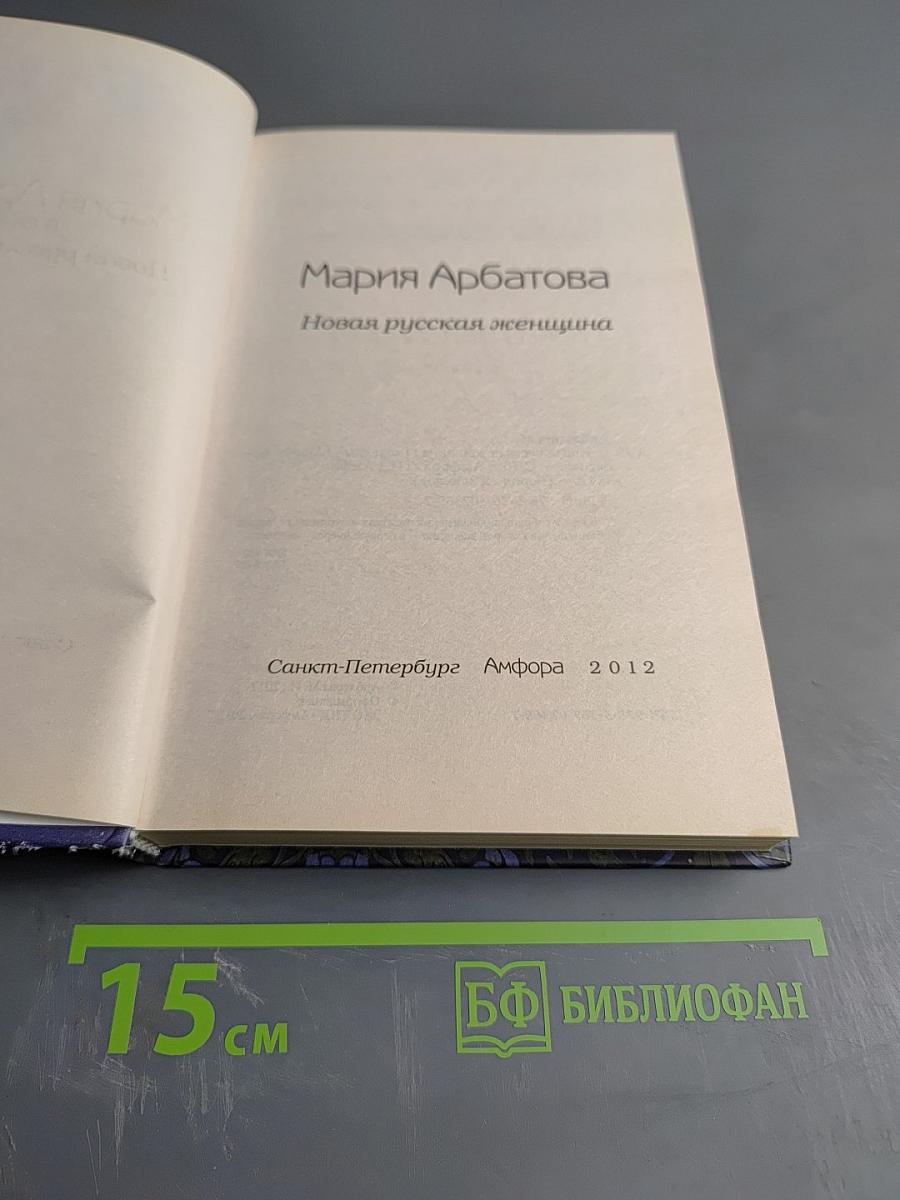 Мария Арбатова
Новая русская женщина
Санкт-Петербург Амфора 2012
15 см
БФ БИБЛИОФАН